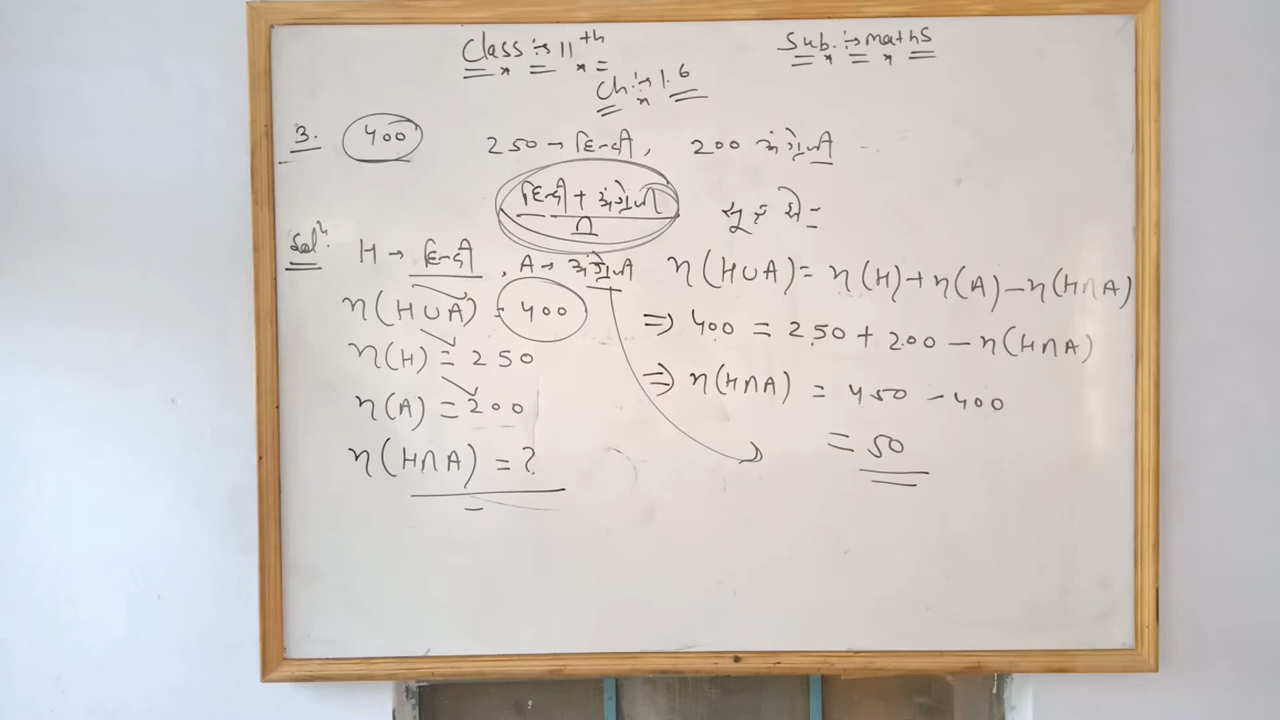 Class :- 11th
Sub. :- maths
Ch :- 1.6
3. 400 250 → हिन्दी, 200 अंग्रेजी
हिन्दी + अंग्रेजी
∩
सूत्र से =
Solⁿ. H → हिन्दी, A → अंग्रेजी
n(H∪A) = 400
n(H) = 250
n(A) = 200
n(H∩A) = ?
n(H∪A) = n(H) + n(A) - n(H∩A)
⇒ 400 = 250 + 200 - n(H∩A)
⇒ n(H∩A) = 450 - 400
= 50